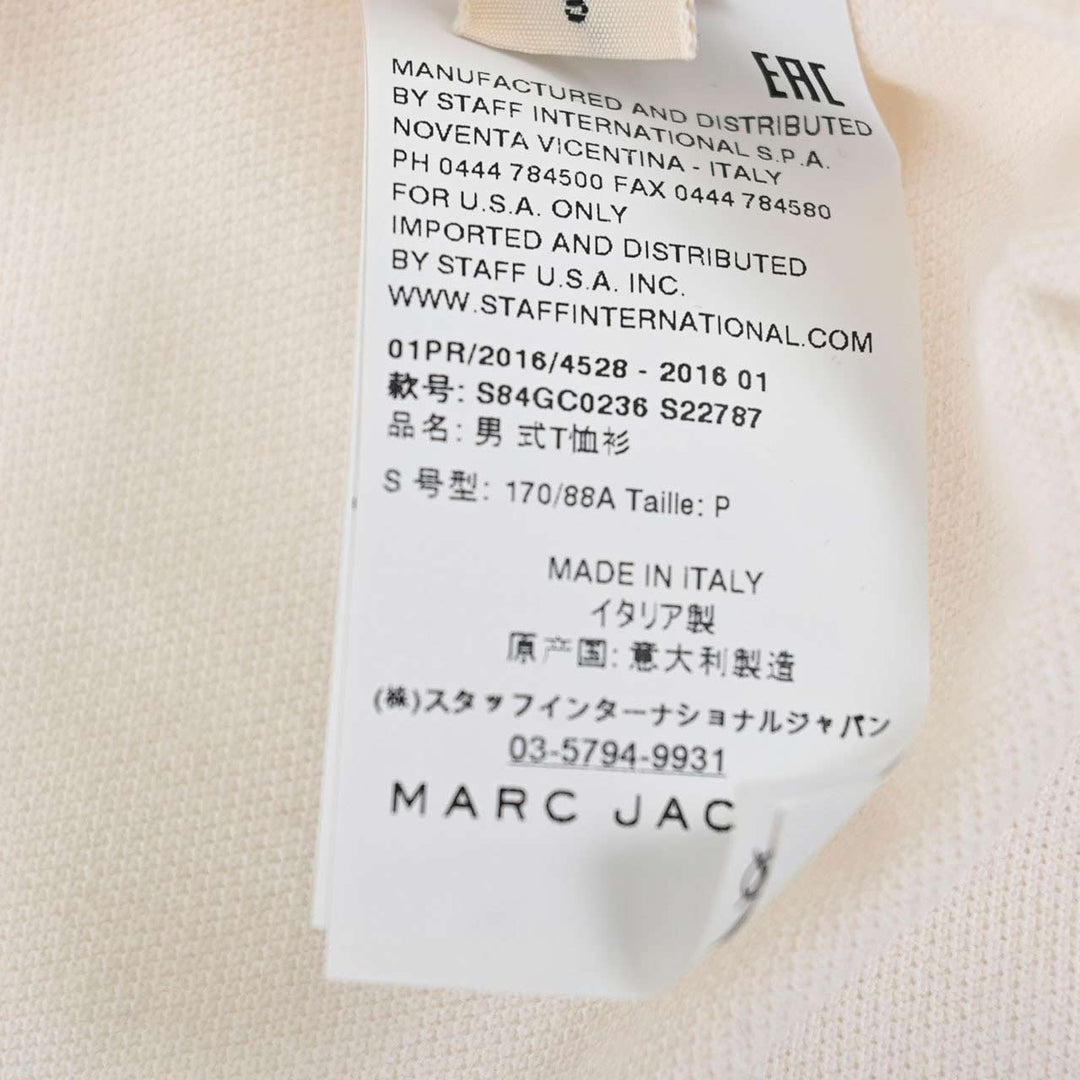 EAC
MANUFACTURED AND DISTRIBUTED
BY STAFF INTERNATIONAL S.P.A.
NOVENTA VICENTINA - ITALY
PH 0444 784500 FAX 0444 784580
FOR U.S.A. ONLY
IMPORTED AND DISTRIBUTED
BY STAFF U.S.A. INC.
WWW.STAFFINTERNATIONAL.COM
01PR/2016/4528 - 2016 01
款号: S84GC0236 S22787
品名: 男 式T恤衫
S 号型: 170/88A Taille: P
MADE IN ITALY
イタリア製
原产国: 意大利製造
(株)スタッフインターナショナルジャパン
03-5794-9931
MARC JAC